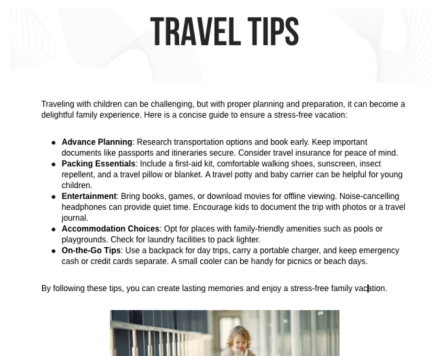 TRAVEL TIPS
Traveling with children can be challenging, but with proper planning and preparation, it can become a
delightful family experience. Here is a concise guide to ensure a stress-free vacation:
● Advance Planning: Research transportation options and book early. Keep important
documents like passports and itineraries secure. Consider travel insurance for peace of mind.
● Packing Essentials: Include a first-aid kit, comfortable walking shoes, sunscreen, insect
repellent, and a travel pillow or blanket. A travel potty and baby carrier can be helpful for young
children.
● Entertainment: Bring books, games, or download movies for offline viewing. Noise-cancelling
headphones can provide quiet time. Encourage kids to document the trip with photos or a travel
journal.
● Accommodation Choices: Opt for places with family-friendly amenities such as pools or
playgrounds. Check for laundry facilities to pack lighter.
● On-the-Go Tips: Use a backpack for day trips, carry a portable charger, and keep emergency
cash or credit cards separate. A small cooler can be handy for picnics or beach days.
By following these tips, you can create lasting memories and enjoy a stress-free family vacation.